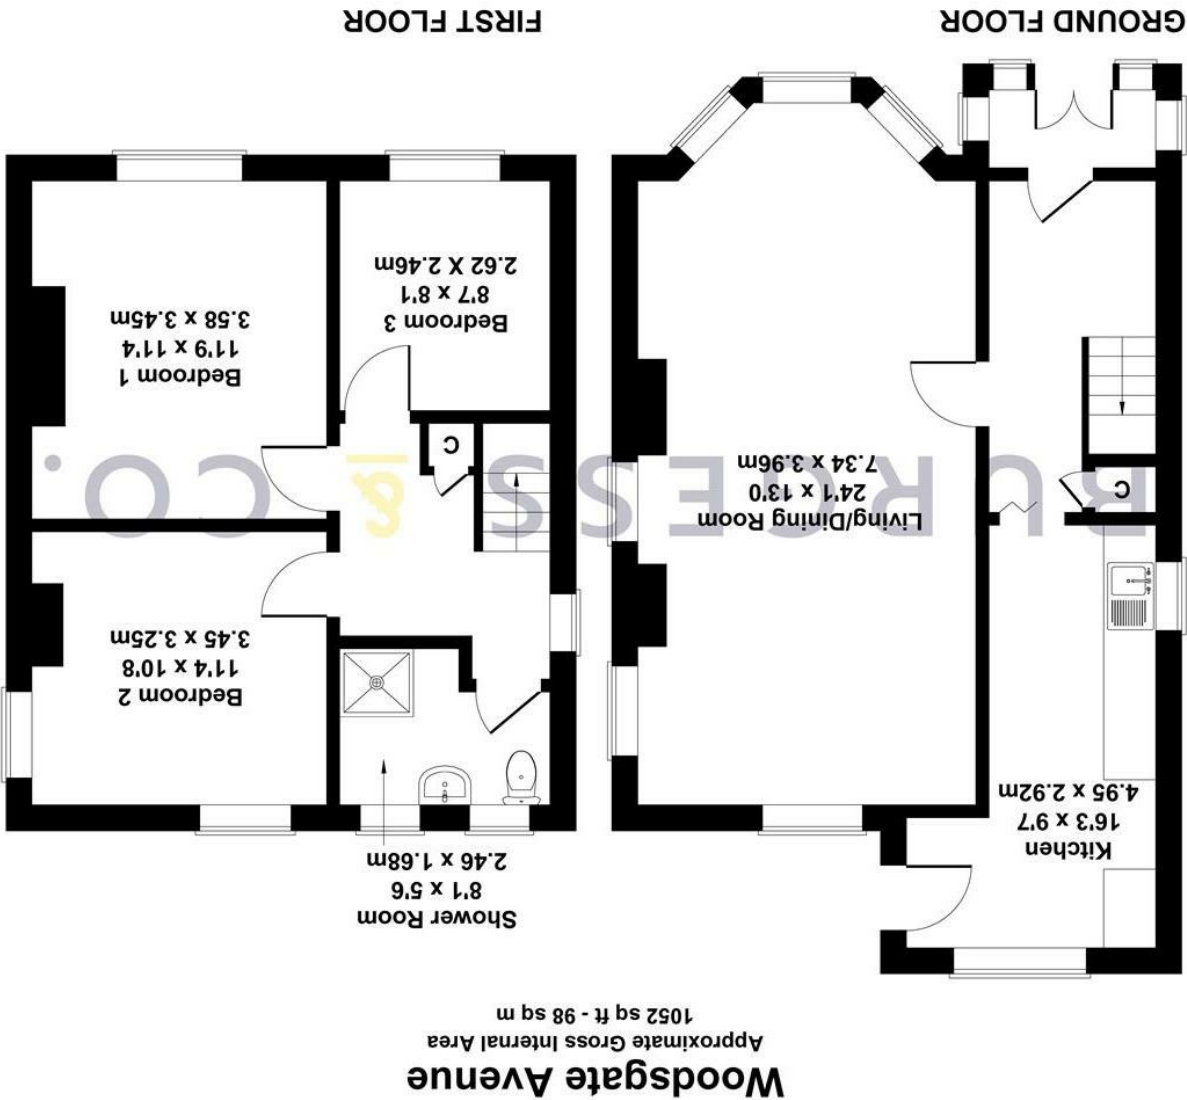 Woodsgate Avenue
Approximate Gross Internal Area
1052 sq ft - 98 sq m
Kitchen
16'3 x 9'7
4.95 x 2.92m
C
Living/Dining Room
24'1 x 13'0
7.34 x 3.96m
GROUND FLOOR
Shower Room
8'1 x 5'6
2.46 x 1.68m
Bedroom 2
11'4 x 10'8
3.45 x 3.25m
C
Bedroom 1
11'9 x 11'4
3.58 x 3.45m
Bedroom 3
8'7 x 8'1
2.62 X 2.46m
FIRST FLOOR
BURGESS & CO.